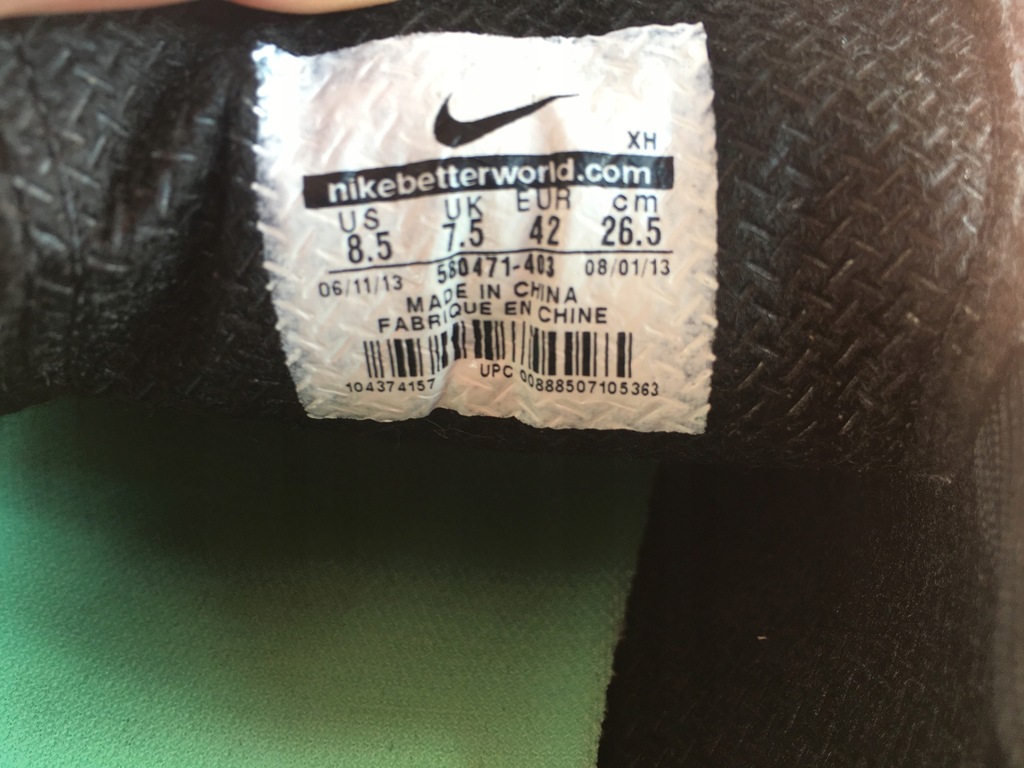 XH
nikebetterworld.com
US UK EUR cm
8.5 7.5 42 26.5
06/11/13 580471-403 08/01/13
MADE IN CHINA
FABRIQUE EN CHINE
104374157 UPC 00888507105363